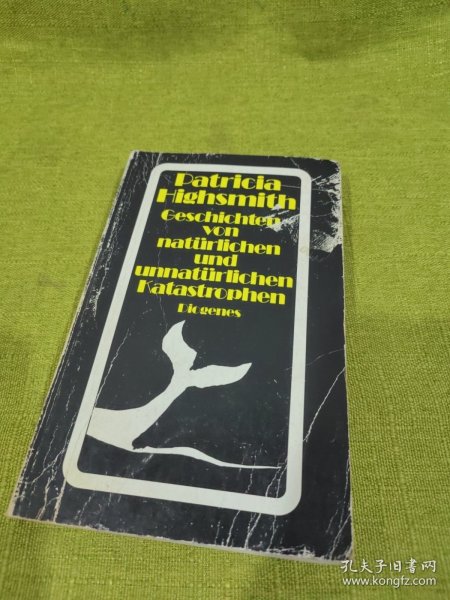 Patricia
Highsmith
Geschichten
von
natürlichen
und
unnatürlichen
Katastrophen
Diogenes
孔夫子旧书网
www.kongfz.com